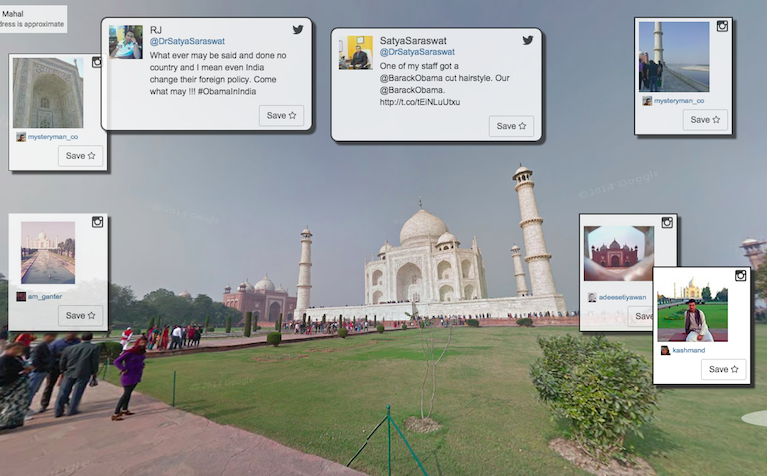 Mahal
dress is approximate
RJ
@DrSatyaSaraswat
What ever may be said and done no
country and I mean even India
change their foreign policy. Come
what may !!! #ObamaInIndia
Save
SatyaSaraswat
@DrSatyaSaraswat
One of my staff got a
@BarackObama cut hairstyle. Our
@BarackObama.
http://t.co/tEiNLuUtxu
Save
mysteryman_co
Save
mysteryman_co
Save
am_ganter
Save
adeesetiyawan
Save
kashmand
Save
©2014 Google